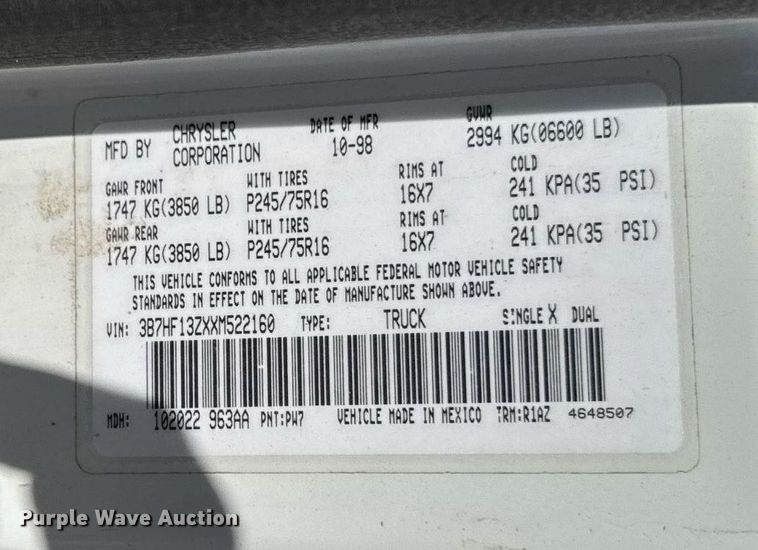 MFD BY CHRYSLER CORPORATION DATE OF MFR 10-98 GVWR 2994 KG(06600 LB)
GAWR FRONT WITH TIRES RIMS AT COLD
1747 KG(3850 LB) P245/75R16 16X7 241 KPA(35 PSI)
GAWR REAR WITH TIRES RIMS AT COLD
1747 KG(3850 LB) P245/75R16 16X7 241 KPA(35 PSI)
THIS VEHICLE CONFORMS TO ALL APPLICABLE FEDERAL MOTOR VEHICLE SAFETY
STANDARDS IN EFFECT ON THE DATE OF MANUFACTURE SHOWN ABOVE.
VIN: 3B7HF13ZXXM522160 TYPE: TRUCK SINGLE X DUAL
MDH: 102022 963AA PNT:PW7 VEHICLE MADE IN MEXICO TRM:R1AZ 4648507
Purple Wave Auction